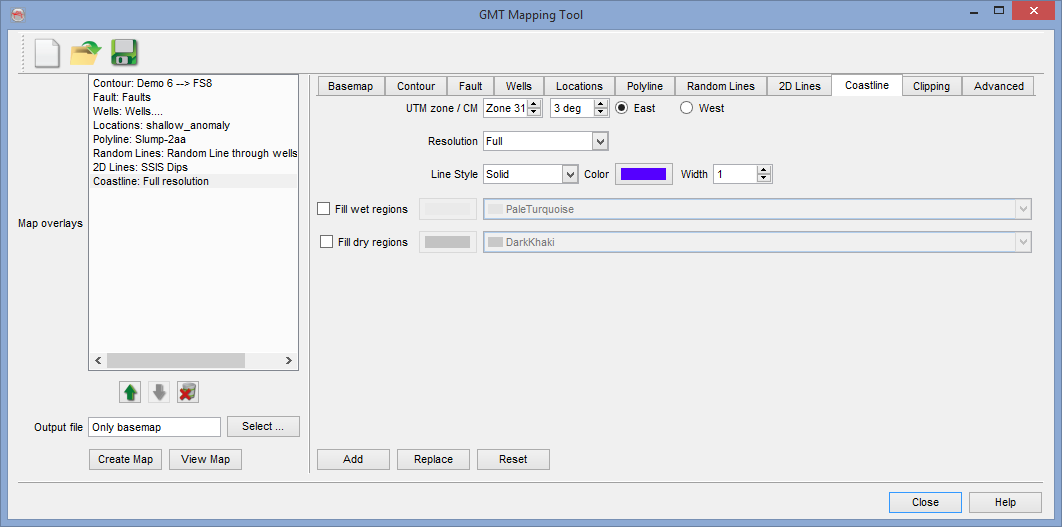 GMT Mapping Tool
Map overlays
Contour: Demo 6 --> FS8
Fault: Faults
Wells: Wells....
Locations: shallow_anomaly
Polyline: Slump-2aa
Random Lines: Random Line through wells
2D Lines: SSIS Dips
Coastline: Full resolution
Output file Only basemap Select ...
Create Map View Map
Basemap Contour Fault Wells Locations Polyline Random Lines 2D Lines Coastline Clipping Advanced
UTM zone / CM Zone 31 3 deg East West
Resolution Full
Line Style Solid Color Width 1
Fill wet regions PaleTurquoise
Fill dry regions DarkKhaki
Add Replace Reset
Close Help